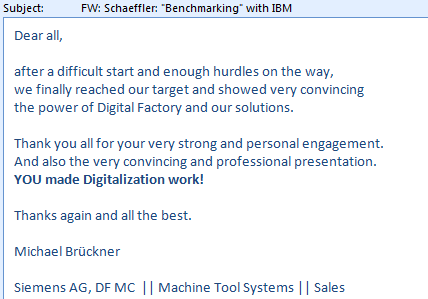 Subject: FW: Schaeffler: "Benchmarking" with IBM
Dear all,
after a difficult start and enough hurdles on the way,
we finally reached our target and showed very convincing
the power of Digital Factory and our solutions.
Thank you all for your very strong and personal engagement.
And also the very convincing and professional presentation.
YOU made Digitalization work!
Thanks again and all the best.
Michael Brückner
Siemens AG, DF MC || Machine Tool Systems || Sales